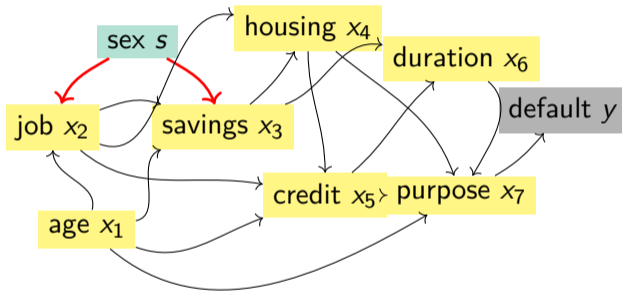 housing x₄
sex s
duration x₆
default y
job x₂
savings x₃
credit x₅
purpose x₇
age x₁